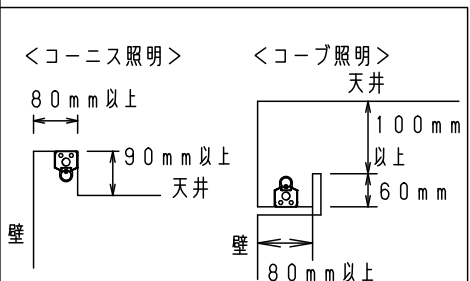 ＜コーニス照明＞
80mm以上
90mm以上
天井
壁
＜コーブ照明＞
天井
100mm
以上
60mm
壁
80mm以上